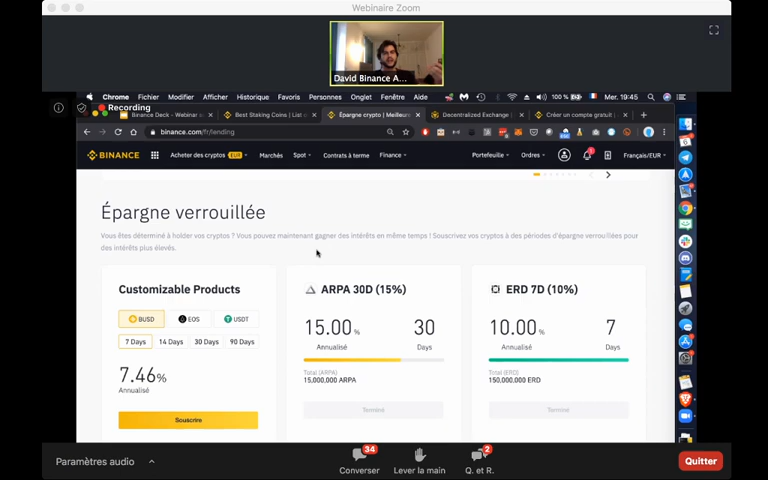 Webinaire Zoom
David Binance A...
Chrome Fichier Modifier Afficher Historique Favoris Personnes Onglet Fenêtre Aide
100 % Mer. 19:45
Recording
Binance Deck - Webinar
Best Staking Coins | List
Épargne crypto | Meilleur
Decentralized Exchange
Créer un compte gratuit
binance.com/fr/lending
BINANCE
Acheter des cryptos EUR Marchés Spot Contrats à terme Finance
Portefeuille Ordres Français/EUR
Épargne verrouillée
Vous êtes déterminé à holder vos cryptos ? Vous pouvez maintenant gagner des intérêts en même temps ! Souscrivez vos cryptos à des périodes d'épargne verrouillées pour
des intérêts plus élevés.
Customizable Products
BUSD EOS USDT
7 Days 14 Days 30 Days 90 Days
7.46%
Annualisé
Souscrire
ARPA 30D (15%)
15.00 % 30
Annualisé Days
Total (ARPA)
15,000,000 ARPA
Terminé
ERD 7D (10%)
10.00 % 7
Annualisé Days
Total (ERD)
150,000,000 ERD
Terminé
Paramètres audio
34
Converser
Lever la main
2
Q. et R.
Quitter